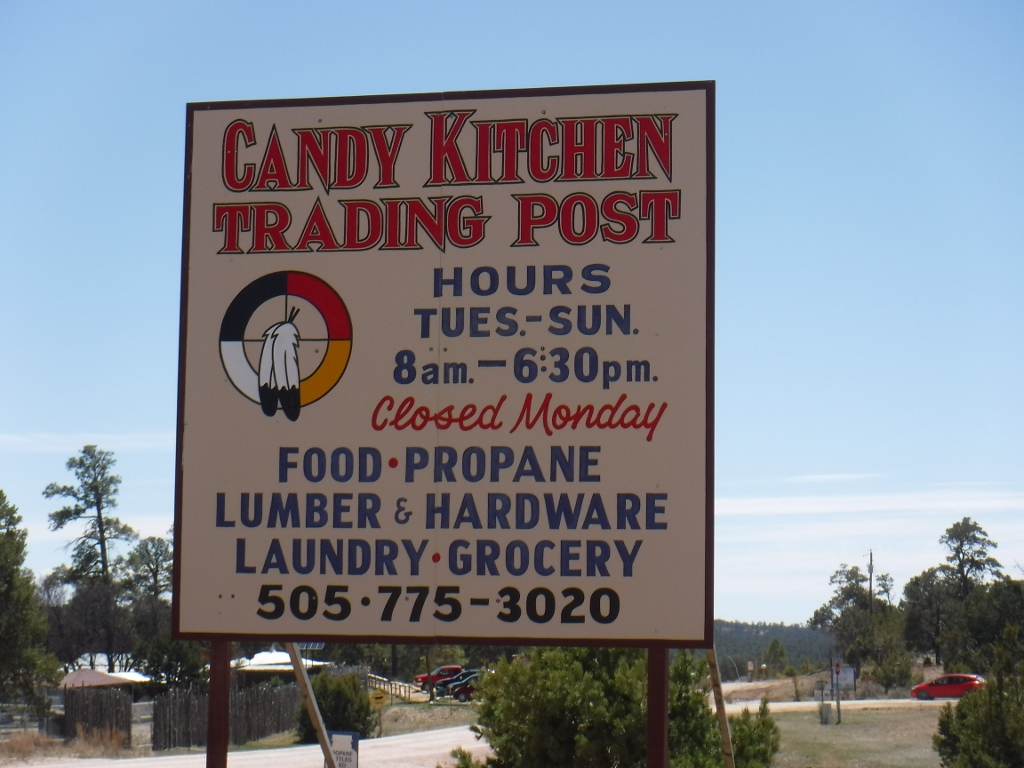 CANDY KITCHEN
TRADING POST
HOURS
TUES.-SUN.
8am.-6:30pm.
Closed Monday
FOOD • PROPANE
LUMBER & HARDWARE
LAUNDRY • GROCERY
505 • 775-3020